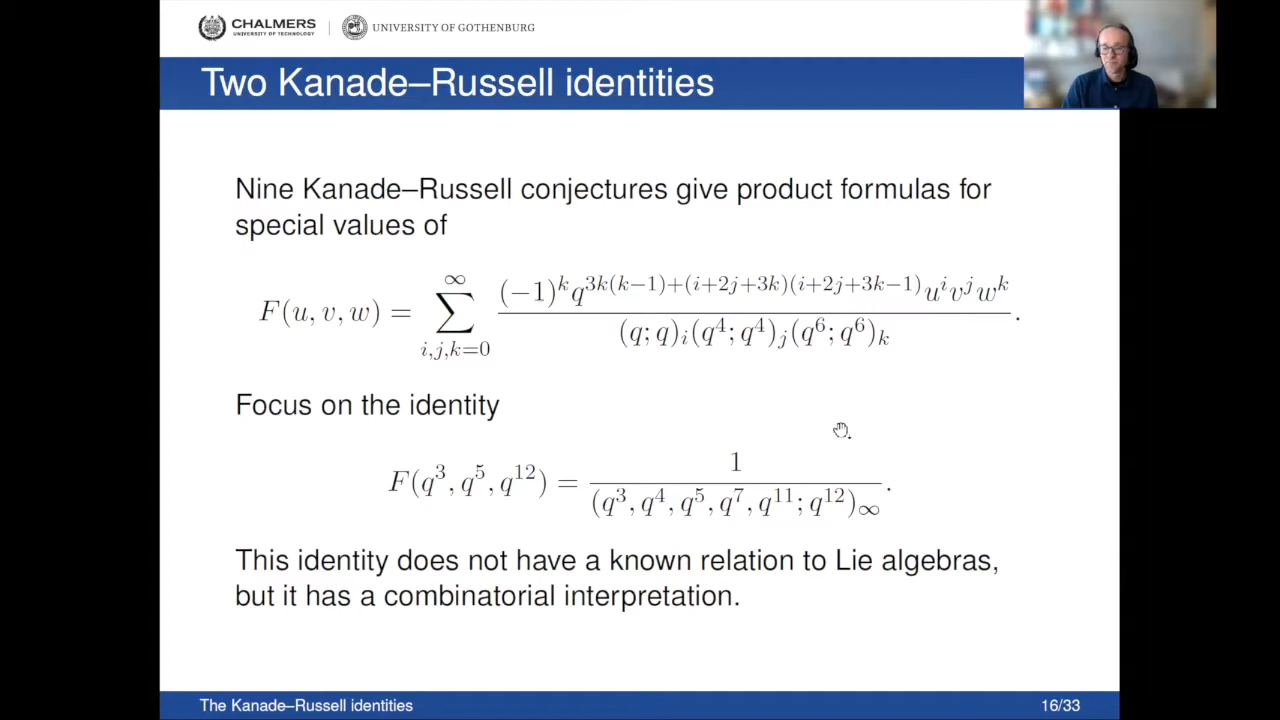 CHALMERS
UNIVERSITY OF TECHNOLOGY
UNIVERSITY OF GOTHENBURG
Two Kanade–Russell identities
Nine Kanade–Russell conjectures give product formulas for
special values of
F(u, v, w) = \sum_{i,j,k=0}^{\infty} \frac{(-1)^k q^{3k(k-1)+(i+2j+3k)(i+2j+3k-1)} u^i v^j w^k}{(q; q)_i (q^4; q^4)_j (q^6; q^6)_k}.
Focus on the identity
F(q^3, q^5, q^{12}) = \frac{1}{(q^3, q^4, q^5, q^7, q^{11}; q^{12})_\infty}.
This identity does not have a known relation to Lie algebras,
but it has a combinatorial interpretation.
The Kanade–Russell identities
16/33